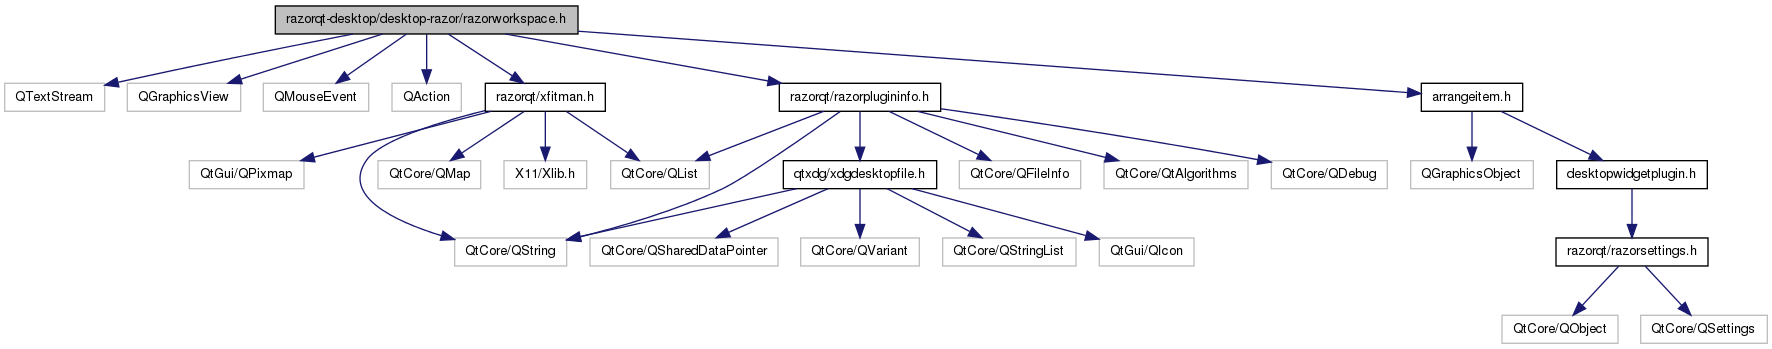 razorqt-desktop/desktop-razor/razorworkspace.h
QTextStream
QGraphicsView
QMouseEvent
QAction
razorqt/xfitman.h
razorqt/razorplugininfo.h
arrangeitem.h
QtGui/QPixmap
QtCore/QMap
X11/Xlib.h
QtCore/QList
qtxdg/xdgdesktopfile.h
QtCore/QFileInfo
QtCore/QtAlgorithms
QtCore/QDebug
QGraphicsObject
desktopwidgetplugin.h
QtCore/QString
QtCore/QSharedDataPointer
QtCore/QVariant
QtCore/QStringList
QtGui/QIcon
razorqt/razorsettings.h
QtCore/QObject
QtCore/QSettings